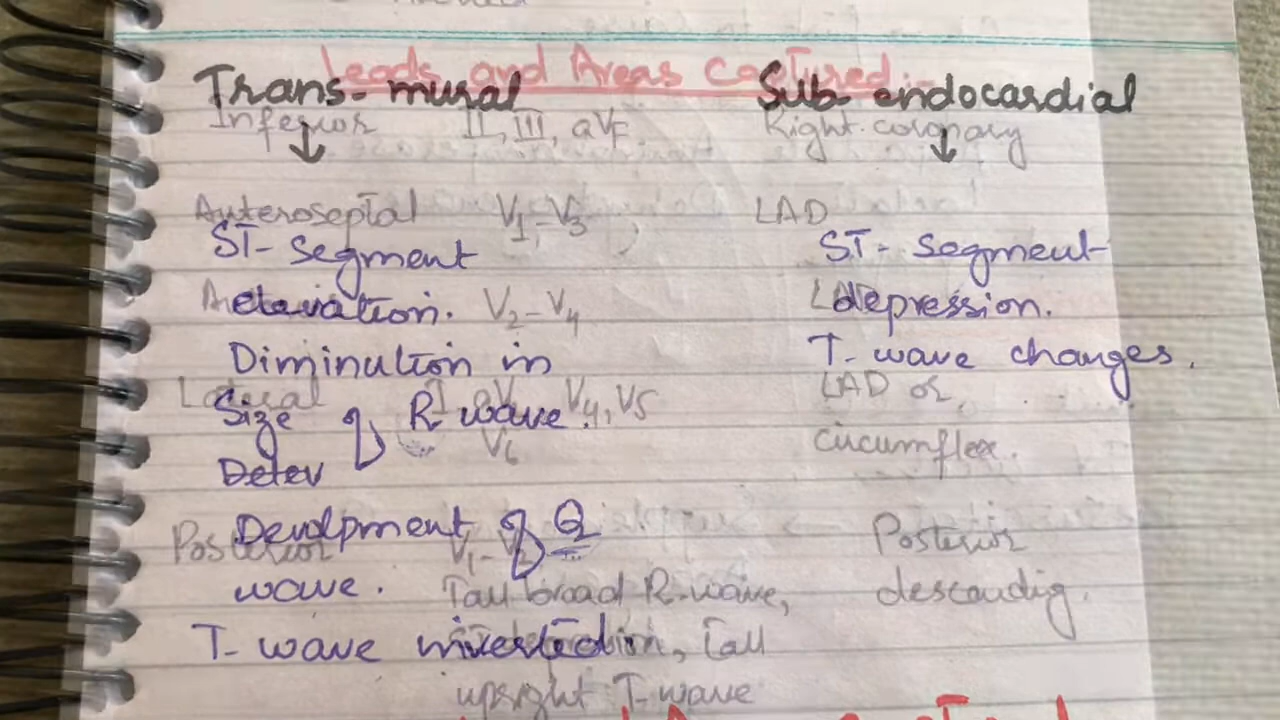 Leads and Areas Captured :-
Trans-mural Sub-endocardial
Inferior II, III, aVF Right coronary
↓ ↓
Anteroseptal V1-V3 LAD
ST-segment ST-segment
elevation. V2-V4 depression.
Diminution in T-wave changes.
Lateral I aVL V4, V5 LAD or
Size of R wave.
V6 circumflex.
Detev
Devolpment of Q
Posterior V1-V2 Posterior
wave. Tall broad R-wave, descending.
T-wave inversion, Tall
upright T-wave